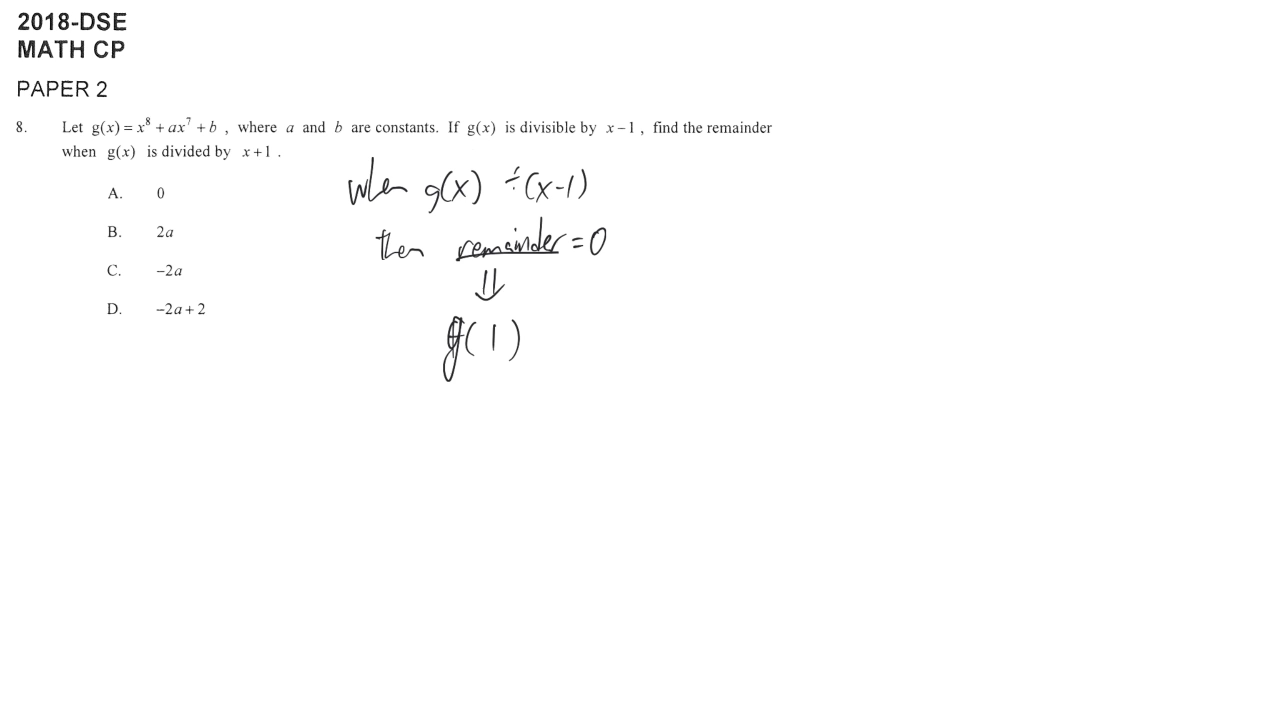 2018-DSE
MATH CP
PAPER 2
8. Let g(x) = x⁸ + ax⁷ + b , where a and b are constants. If g(x) is divisible by x−1 , find the remainder
when g(x) is divided by x+1 .
A. 0
B. 2a
C. −2a
D. −2a+2
when g(x) ÷(x-1)
then remainder = 0
⇓
g(1)